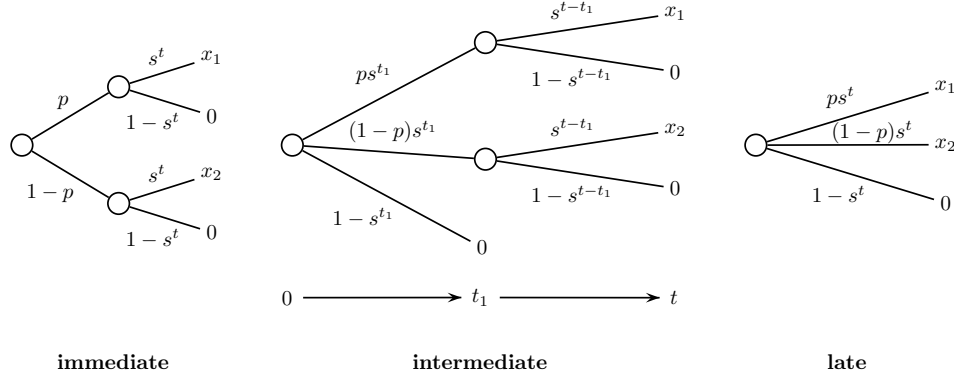 p
1 − p
s^t
x_1
1 − s^t
0
s^t
x_2
1 − s^t
0
immediate
ps^{t_1}
(1 − p)s^{t_1}
1 − s^{t_1}
0
s^{t−t_1}
x_1
1 − s^{t−t_1}
0
s^{t−t_1}
x_2
1 − s^{t−t_1}
0
0
t_1
t
intermediate
ps^t
x_1
(1 − p)s^t
x_2
1 − s^t
0
late